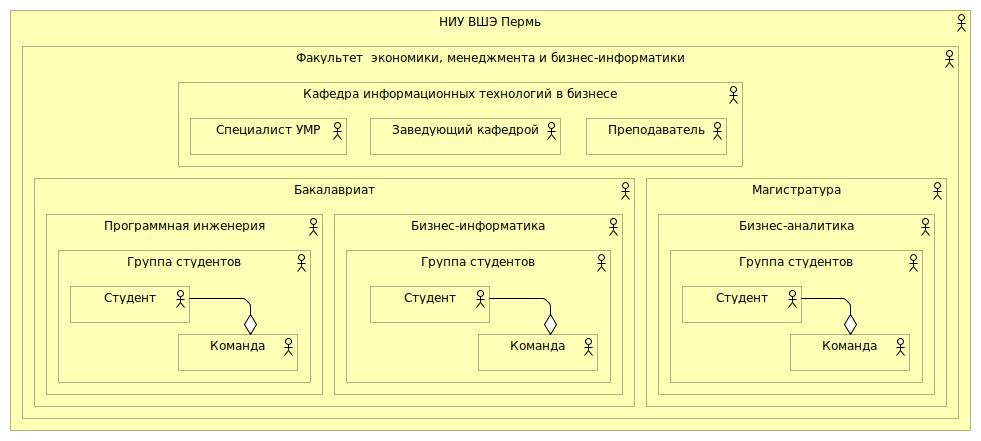 НИУ ВШЭ Пермь
Факультет экономики, менеджмента и бизнес-информатики
Кафедра информационных технологий в бизнесе
Специалист УМР
Заведующий кафедрой
Преподаватель
Бакалавриат
Магистратура
Программная инженерия
Бизнес-информатика
Бизнес-аналитика
Группа студентов
Группа студентов
Группа студентов
Студент
Студент
Студент
Команда
Команда
Команда